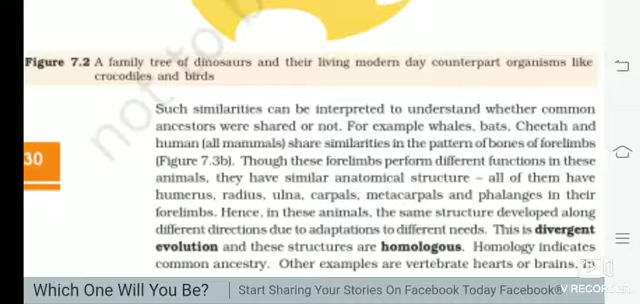 Figure 7.2 A family tree of dinosaurs and their living modern day counterpart organisms like
crocodiles and birds
not to b
Such similarities can be interpreted to understand whether common
ancestors were shared or not. For example whales, bats, Cheetah and
human (all mammals) share similarities in the pattern of bones of forelimbs
30
(Figure 7.3b). Though these forelimbs perform different functions in these
animals, they have similar anatomical structure – all of them have
humerus, radius, ulna, carpals, metacarpals and phalanges in their
forelimbs. Hence, in these animals, the same structure developed along
different directions due to adaptations to different needs. This is divergent
evolution and these structures are homologous. Homology indicates
common ancestry. Other examples are vertebrate hearts or brains.
Which One Will You Be? | Start Sharing Your Stories On Facebook Today Facebook®
V RECORDER